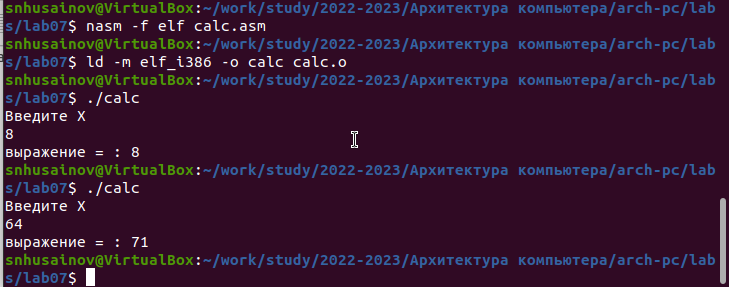 snhusainov@VirtualBox:~/work/study/2022-2023/Архитектура компьютера/arch-pc/lab
s/lab07$ nasm -f elf calc.asm
snhusainov@VirtualBox:~/work/study/2022-2023/Архитектура компьютера/arch-pc/lab
s/lab07$ ld -m elf_i386 -o calc calc.o
snhusainov@VirtualBox:~/work/study/2022-2023/Архитектура компьютера/arch-pc/lab
s/lab07$ ./calc
Введите X
8
выражение = : 8
snhusainov@VirtualBox:~/work/study/2022-2023/Архитектура компьютера/arch-pc/lab
s/lab07$ ./calc
Введите X
64
выражение = : 71
snhusainov@VirtualBox:~/work/study/2022-2023/Архитектура компьютера/arch-pc/lab
s/lab07$